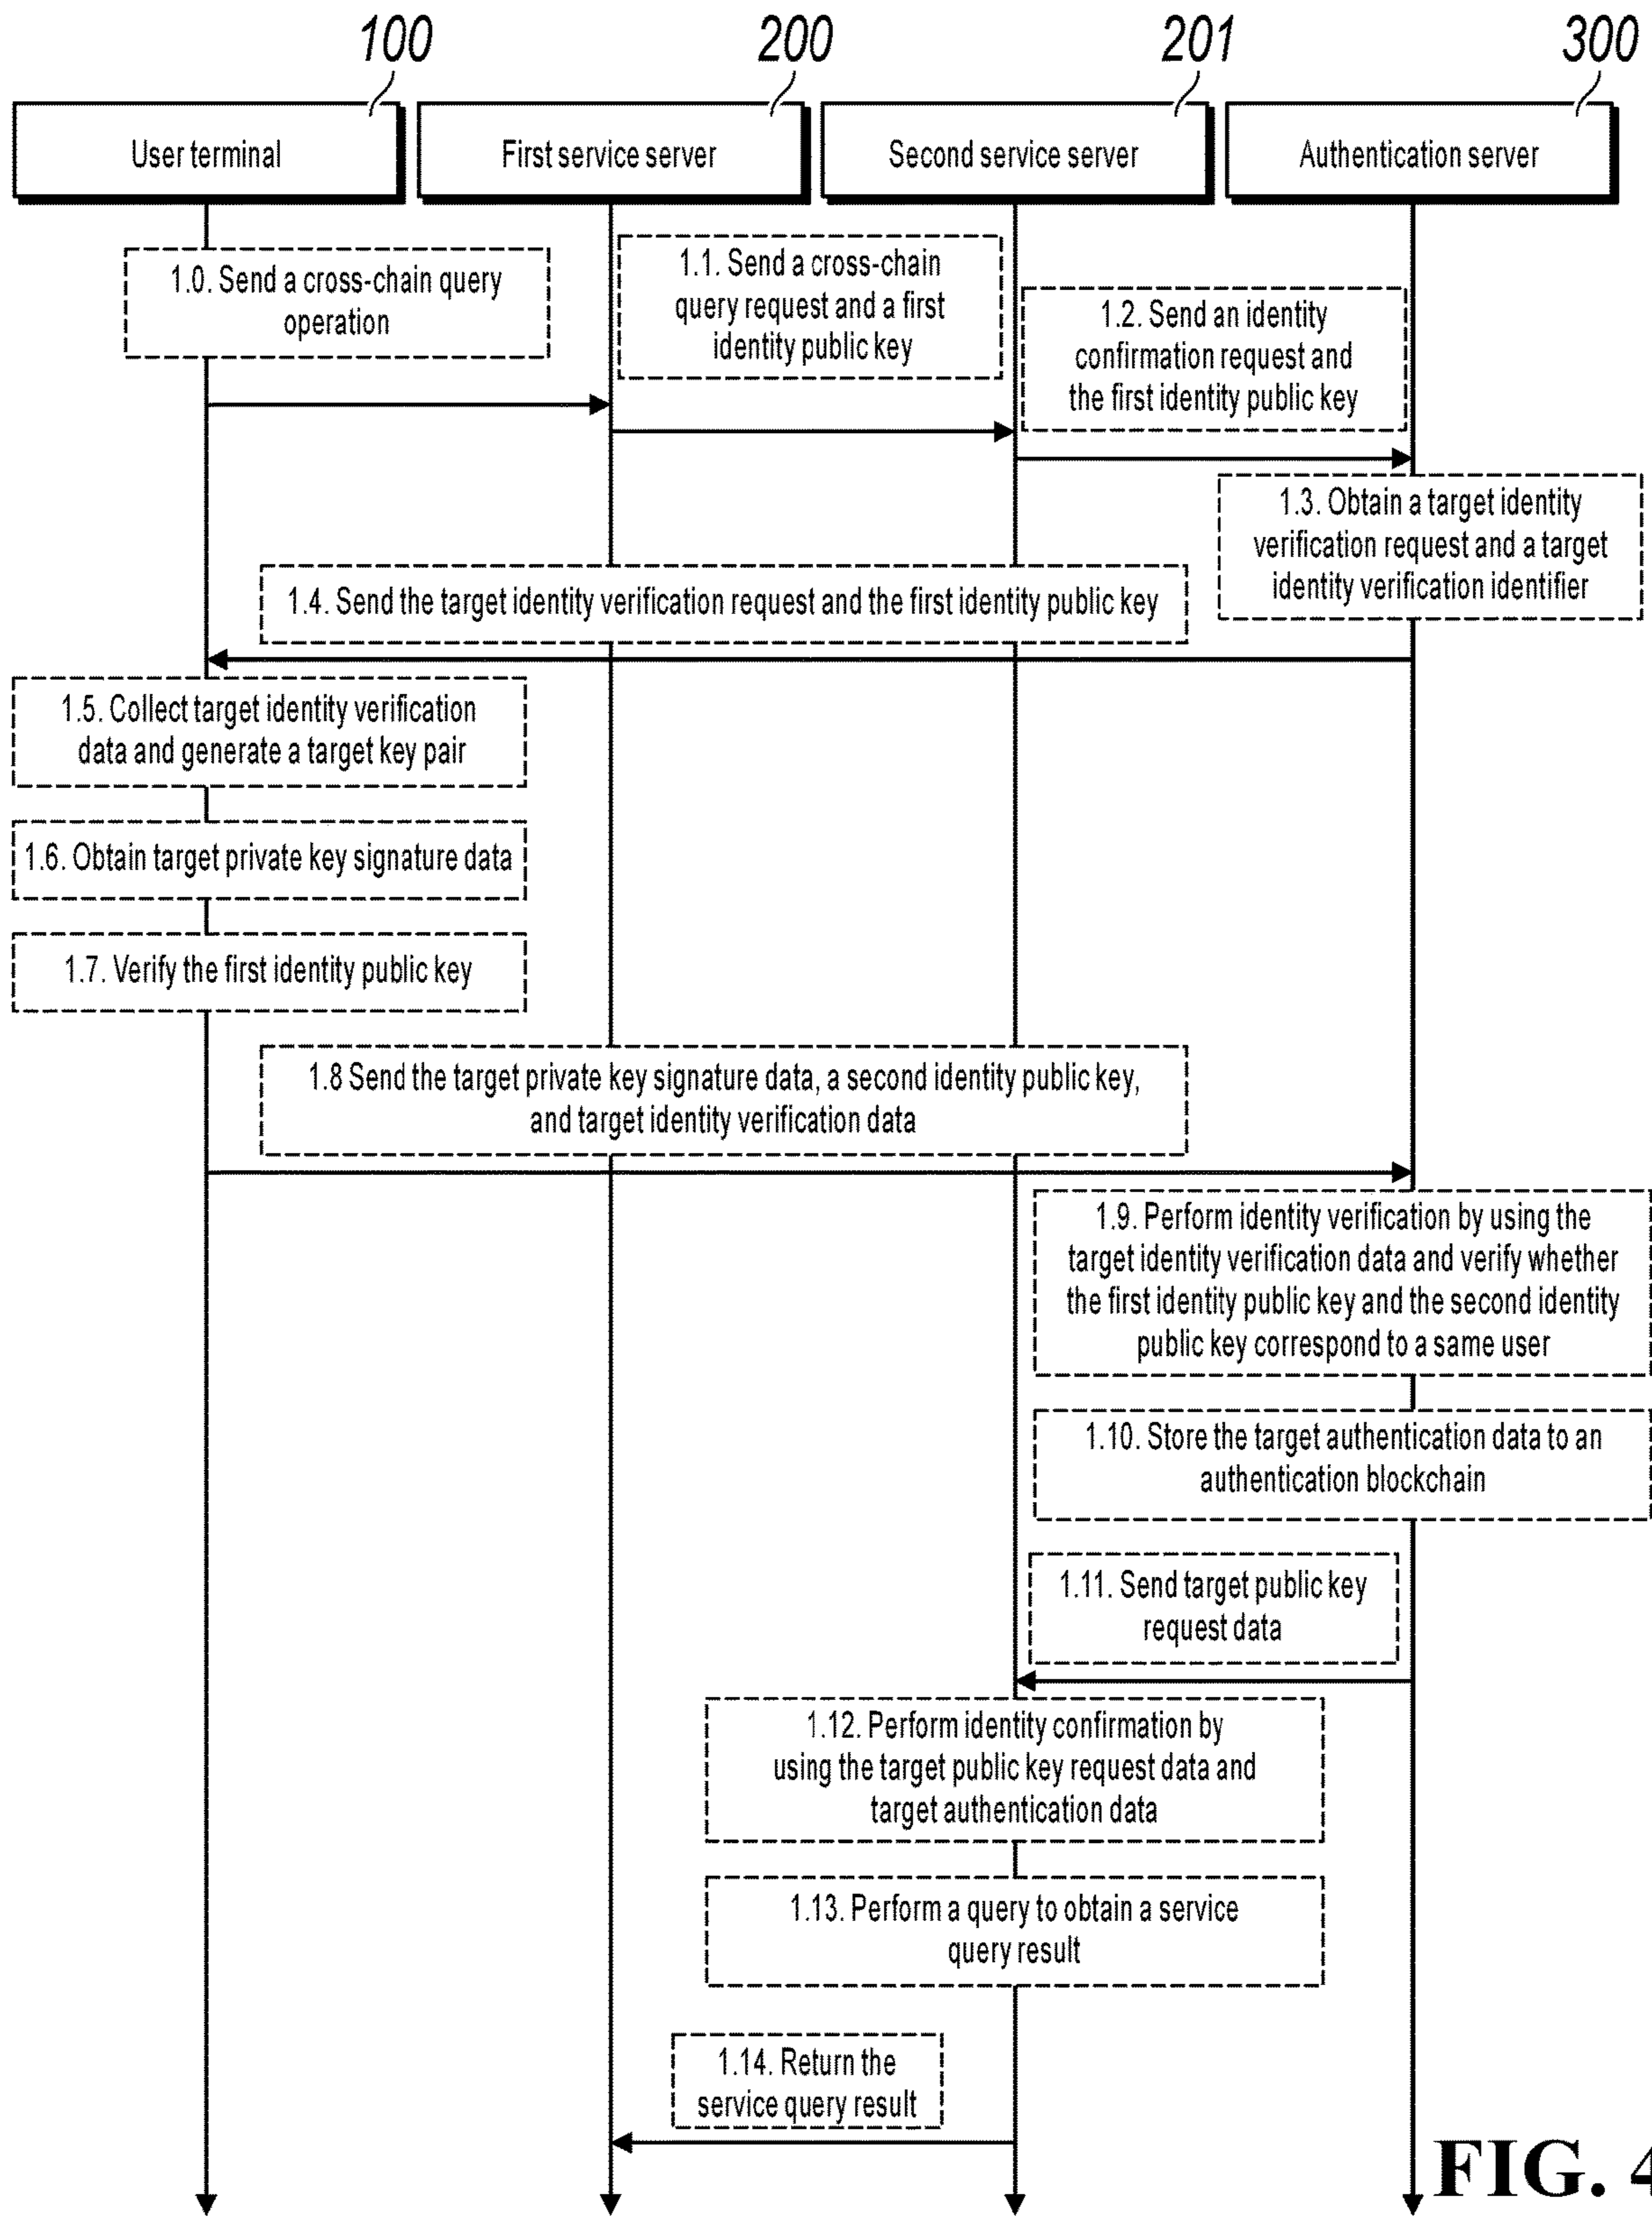 100
200
201
300
User terminal
First service server
Second service server
Authentication server
1.0. Send a cross-chain query
operation
1.1. Send a cross-chain
query request and a first
identity public key
1.2. Send an identity
confirmation request and
the first identity public key
1.3. Obtain a target identity
verification request and a target
identity verification identifier
1.4. Send the target identity verification request and the first identity public key
1.5. Collect target identity verification
data and generate a target key pair
1.6. Obtain target private key signature data
1.7. Verify the first identity public key
1.8 Send the target private key signature data, a second identity public key,
and target identity verification data
1.9. Perform identity verification by using the
target identity verification data and verify whether
the first identity public key and the second identity
public key correspond to a same user
1.10. Store the target authentication data to an
authentication blockchain
1.11. Send target public key
request data
1.12. Perform identity confirmation by
using the target public key request data and
target authentication data
1.13. Perform a query to obtain a service
query result
1.14. Return the
service query result
FIG. 4